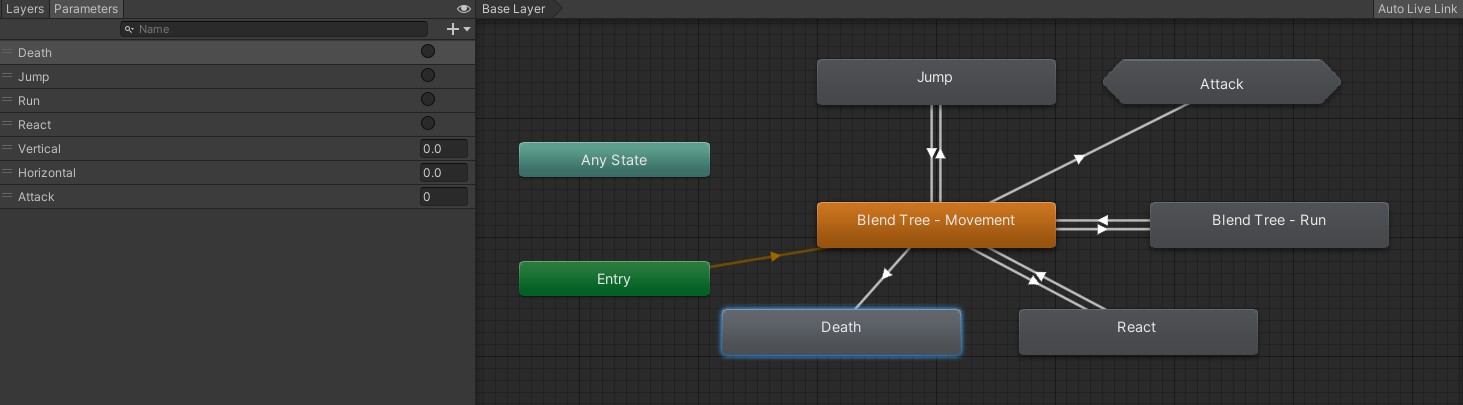 Layers Parameters
Name
Death
Jump
Run
React
Vertical 0.0
Horizontal 0.0
Attack 0
Base Layer
Auto Live Link
Jump
Attack
Any State
Blend Tree - Movement
Blend Tree - Run
Entry
Death
React